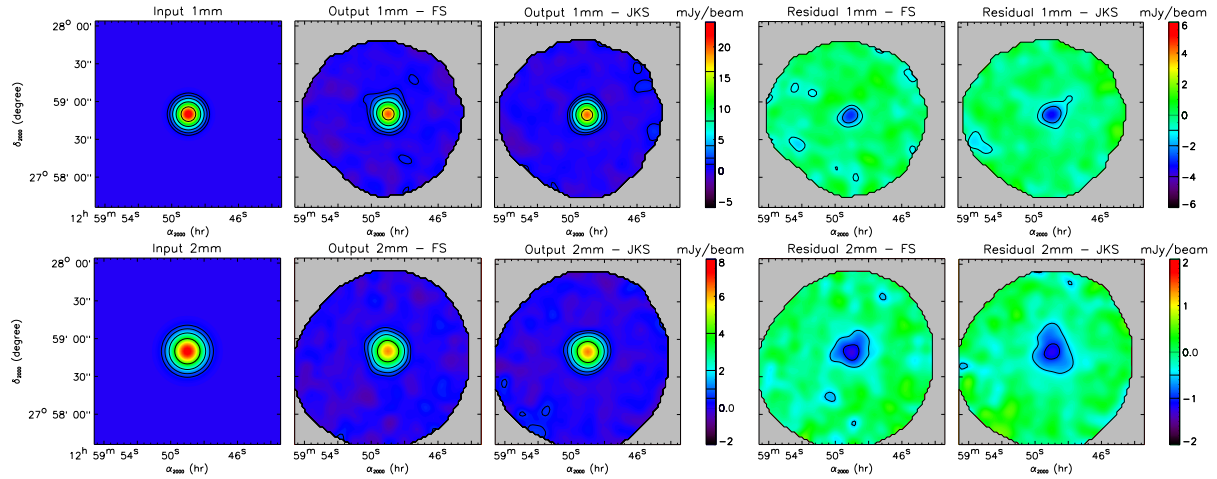 Input 1mm
Output 1mm – FS
Output 1mm – JKS
mJy/beam
Residual 1mm – FS
Residual 1mm – JKS
mJy/beam
28° 00'
30''
59' 00''
30''
27° 58' 00''
δ2000 (degree)
20
15
10
5
0
−5
6
4
2
0
−2
−4
−6
12h 59m 54s 50s 46s
59m 54s 50s 46s
59m 54s 50s 46s
59m 54s 50s 46s
59m 54s 50s 46s
α2000 (hr)
α2000 (hr)
α2000 (hr)
α2000 (hr)
α2000 (hr)
Input 2mm
Output 2mm – FS
Output 2mm – JKS
mJy/beam
Residual 2mm – FS
Residual 2mm – JKS
mJy/beam
28° 00'
30''
59' 00''
30''
27° 58' 00''
δ2000 (degree)
8
6
4
2
0.0
−2
2
1
0.0
−1
−2
12h 59m 54s 50s 46s
59m 54s 50s 46s
59m 54s 50s 46s
59m 54s 50s 46s
59m 54s 50s 46s
α2000 (hr)
α2000 (hr)
α2000 (hr)
α2000 (hr)
α2000 (hr)